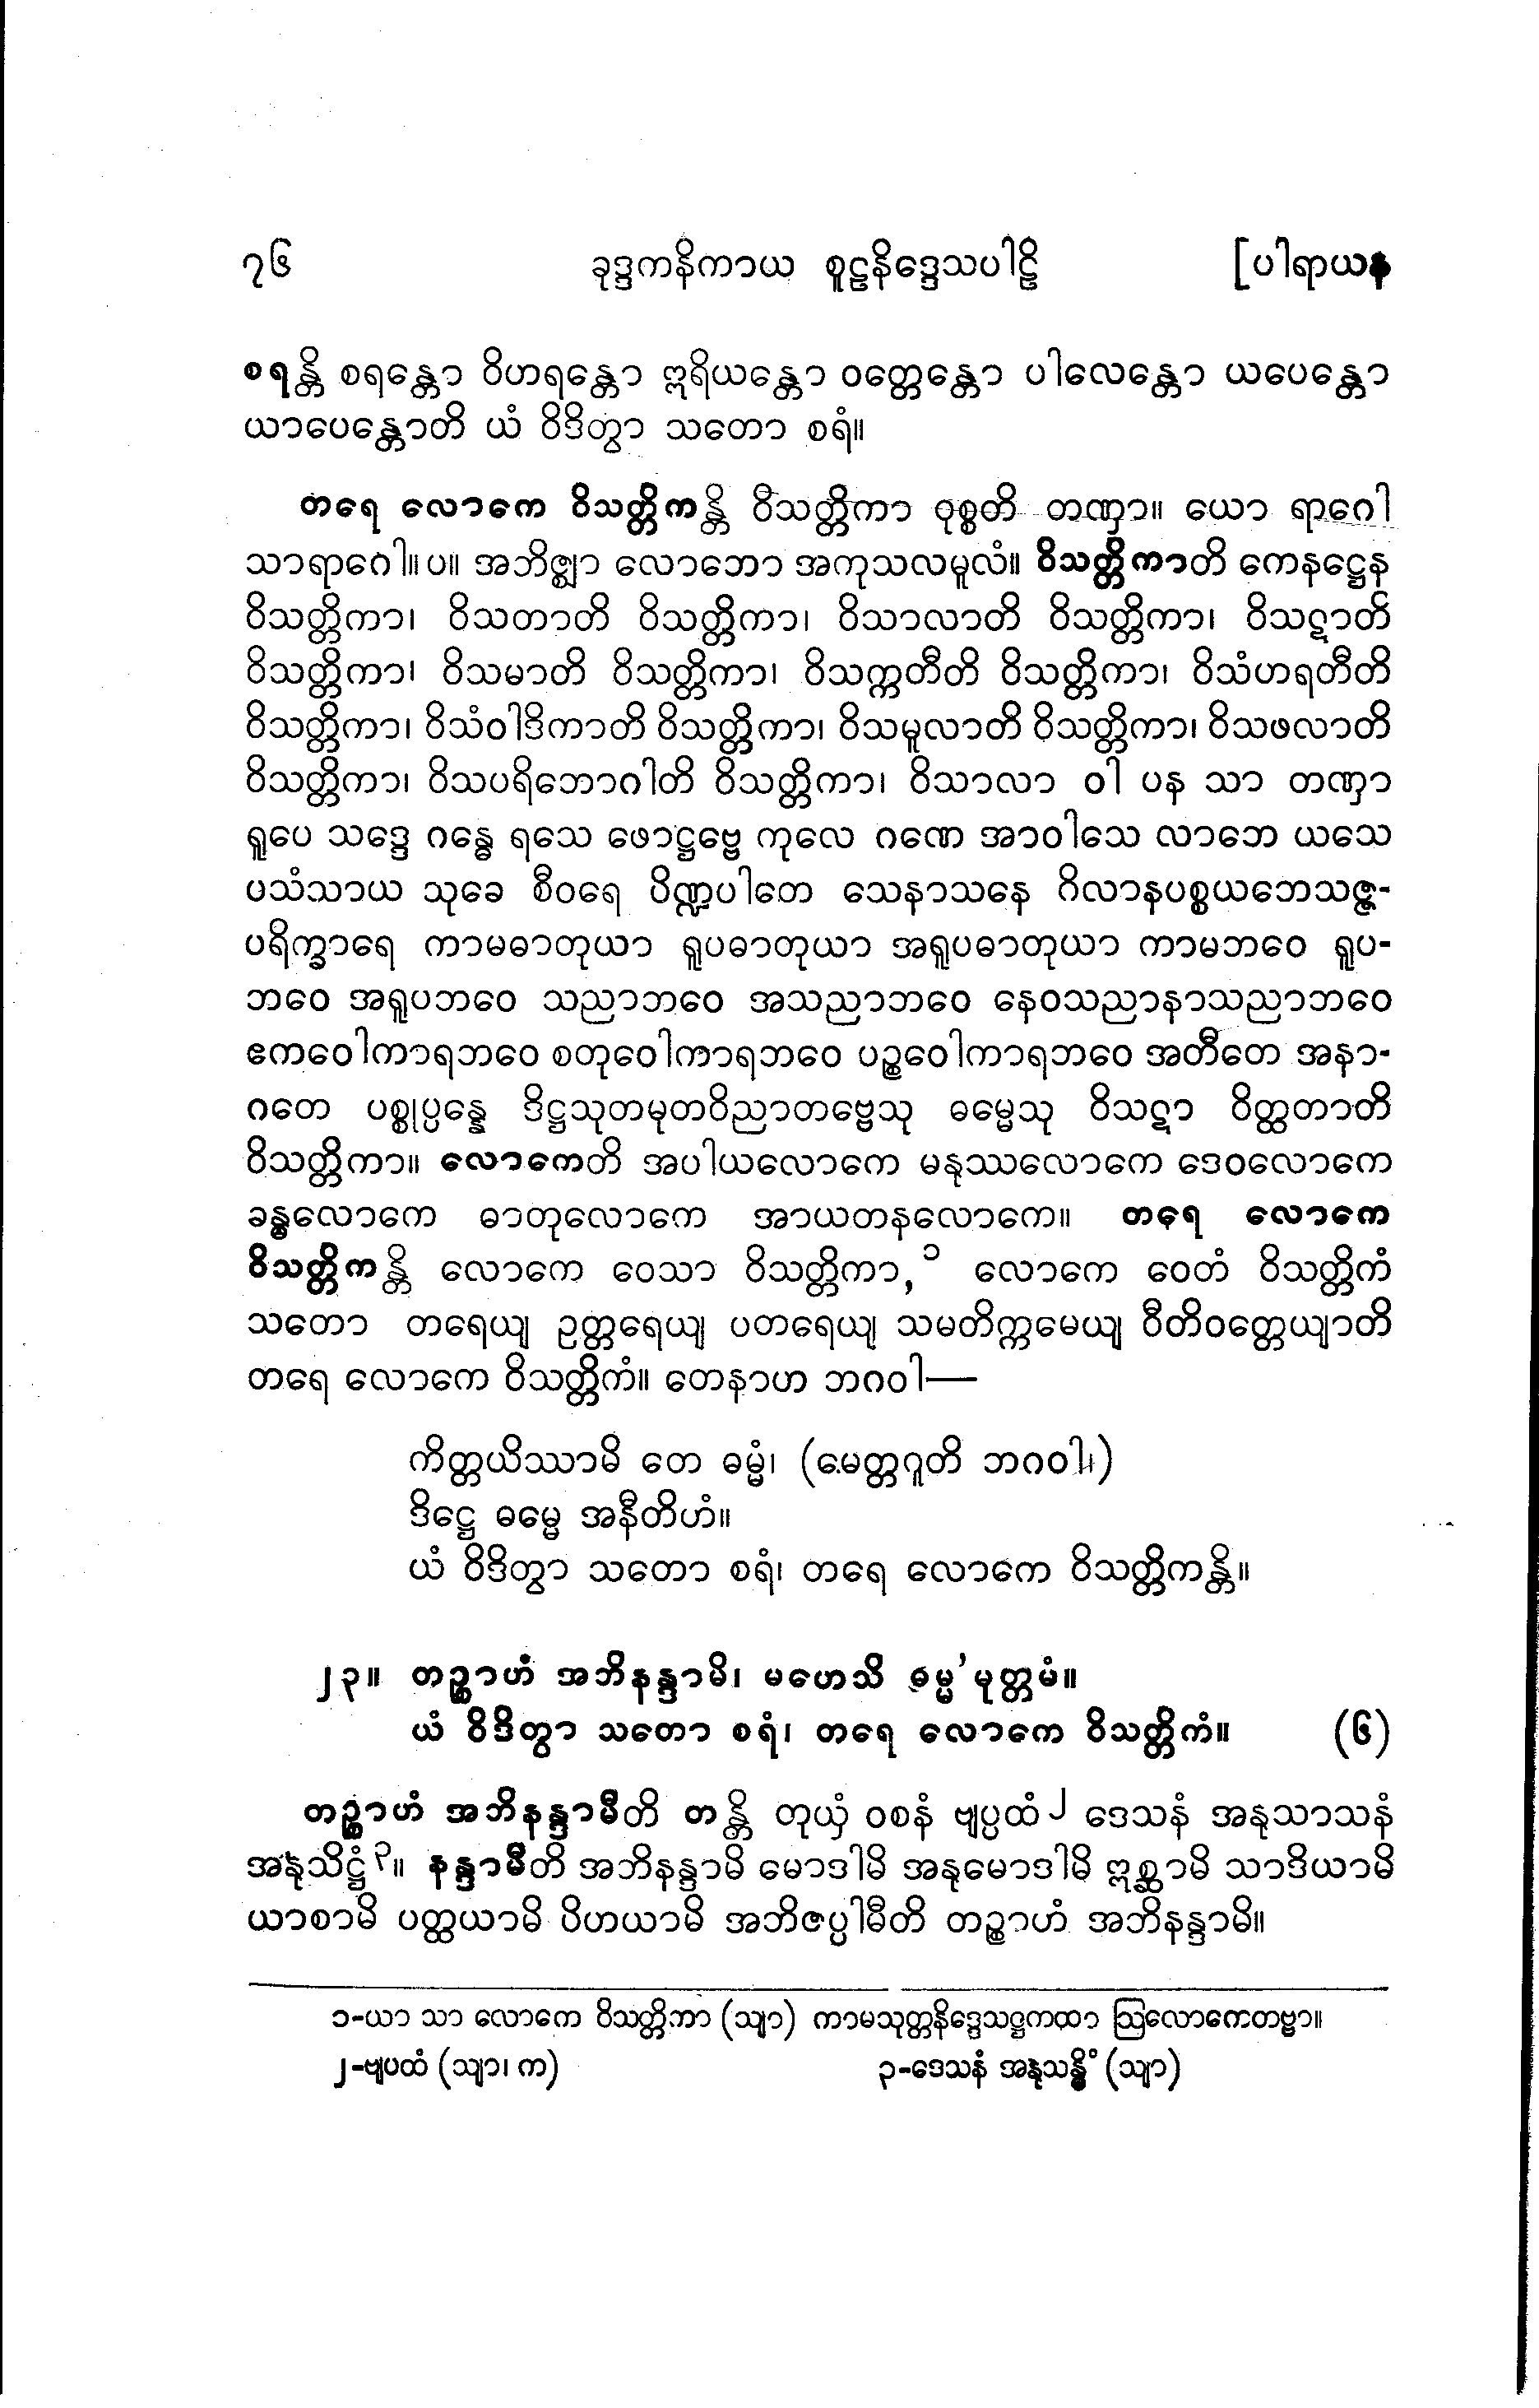 ၇၆ ခုဒ္ဒကနိကာယ စူဠနိဒ္ဒေသပါဠိ [ပါရာယန
စရန္တိ စရန္တော ဝိဟရန္တော ဣရိယန္တော ဝတ္တေန္တော ပါလေန္တော ယပေန္တော
ယာပေန္တောတိ ယံ ဝိဒိတွာ သတော စရံ။
တရေ လောကေ ဝိသတ္တိကန္တိ ဝိသတ္တိကာ ဝုစ္စတိ တဏှာ။ ယော ရာဂေါ
သာရာဂေါ။ ပ။ အဘိဇ္ဈာ လောဘော အကုသလမူလံ။ ဝိသတ္တိကာတိ ကေနဋ္ဌေန
ဝိသတ္တိကာ၊ ဝိသတာတိ ဝိသတ္တိကာ၊ ဝိသာလာတိ ဝိသတ္တိကာ၊ ဝိသဋာတိ
ဝိသတ္တိကာ၊ ဝိသမာတိ ဝိသတ္တိကာ၊ ဝိသက္ကတီတိ ဝိသတ္တိကာ၊ ဝိသံဟရတီတိ
ဝိသတ္တိကာ၊ ဝိသံဝါဒိကာတိ ဝိသတ္တိကာ၊ ဝိသမူလာတိ ဝိသတ္တိကာ၊ ဝိသဖလာတိ
ဝိသတ္တိကာ၊ ဝိသပရိဘောဂါတိ ဝိသတ္တိကာ၊ ဝိသာလာ ဝါ ပန သာ တဏှာ
ရူပေ သဒ္ဒေ ဂန္ဓေ ရသေ ဖောဋ္ဌဗ္ဗေ ကုလေ ဂဏေ အာဝါသေ လာဘေ ယသေ
ပသံသာယ သုခေ စီဝရေ ပိဏ္ဍပါတေ သေနာသနေ ဂိလာနပစ္စယဘေသဇ္ဇ-
ပရိက္ခာရေ ကာမဓာတုယာ ရူပဓာတုယာ အရူပဓာတုယာ ကာမဘဝေ ရူပ-
ဘဝေ အရူပဘဝေ သညာဘဝေ အသညာဘဝေ နေဝသညာနာသညာဘဝေ
ဧကဝေါကာရဘဝေ စတုဝေါကာရဘဝေ ပဉ္စဝေါကာရဘဝေ အတီတေ အနာ-
ဂတေ ပစ္စုပ္ပန္နေ ဒိဋ္ဌသုတမုတဝိညာတဗ္ဗေသု ဓမ္မေသု ဝိသဋာ ဝိတ္ထတာတိ
ဝိသတ္တိကာ။ လောကေတိ အပါယလောကေ မနုဿလောကေ ဒေဝလောကေ
ခန္ဓလောကေ ဓာတုလောကေ အာယတနလောကေ။ တရေ လောကေ
ဝိသတ္တိကန္တိ လောကေ ဝေသာ ဝိသတ္တိကာ,၁ လောကေ ဝေတံ ဝိသတ္တိကံ
သတော တရေယျ ဥတ္တရေယျ ပတရေယျ သမတိက္ကမေယျ ဝီတိဝတ္တေယျာတိ
တရေ လောကေ ဝိသတ္တိကံ။ တေနာဟ ဘဂဝါ—
ကိတ္တယိဿာမိ တေ ဓမ္မံ၊ (မေတ္တဂူတိ ဘဂဝါ၊)
ဒိဋ္ဌေ ဓမ္မေ အနီတိဟံ။
ယံ ဝိဒိတွာ သတော စရံ၊ တရေ လောကေ ဝိသတ္တိကန္တိ။
၂၃။ တဉ္စာဟံ အဘိနန္ဒာမိ၊ မဟေသိ ဓမ္မ'မုတ္တမံ။
ယံ ဝိဒိတွာ သတော စရံ၊ တရေ လောကေ ဝိသတ္တိကံ။ (၆)
တဉ္စာဟံ အဘိနန္ဒာမီတိ တန္တိ တုယှံ ဝစနံ ဗျပ္ပထံ၂ ဒေသနံ အနုသာသနံ
အနုသိဋ္ဌံ၃။ နန္ဒာမီတိ အဘိနန္ဒာမိ မောဒါမိ အနုမောဒါမိ ဣစ္ဆာမိ သာဒိယာမိ
ယာစာမိ ပတ္ထယာမိ ပိဟယာမိ အဘိဇပ္ပါမီတိ တဉ္စာဟံ အဘိနန္ဒာမိ။
၁-ယာ သာ လောကေ ဝိသတ္တိကာ (သျာ) ကာမသုတ္တနိဒ္ဒေသဋ္ဌကထာ ဩလောကေတဗ္ဗာ။
၂-ဗျပထံ (သျာ၊ က) ၃-ဒေသနံ အနုသန္ဓိံ (သျာ)